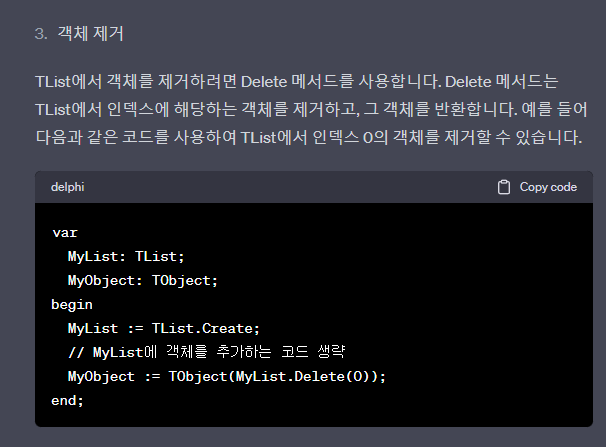 3. 객체 제거
TList에서 객체를 제거하려면 Delete 메서드를 사용합니다. Delete 메서드는
TList에서 인덱스에 해당하는 객체를 제거하고, 그 객체를 반환합니다. 예를 들어
다음과 같은 코드를 사용하여 TList에서 인덱스 0의 객체를 제거할 수 있습니다.
delphi Copy code
var
  MyList: TList;
  MyObject: TObject;
begin
  MyList := TList.Create;
  // MyList에 객체를 추가하는 코드 생략
  MyObject := TObject(MyList.Delete(0));
end;